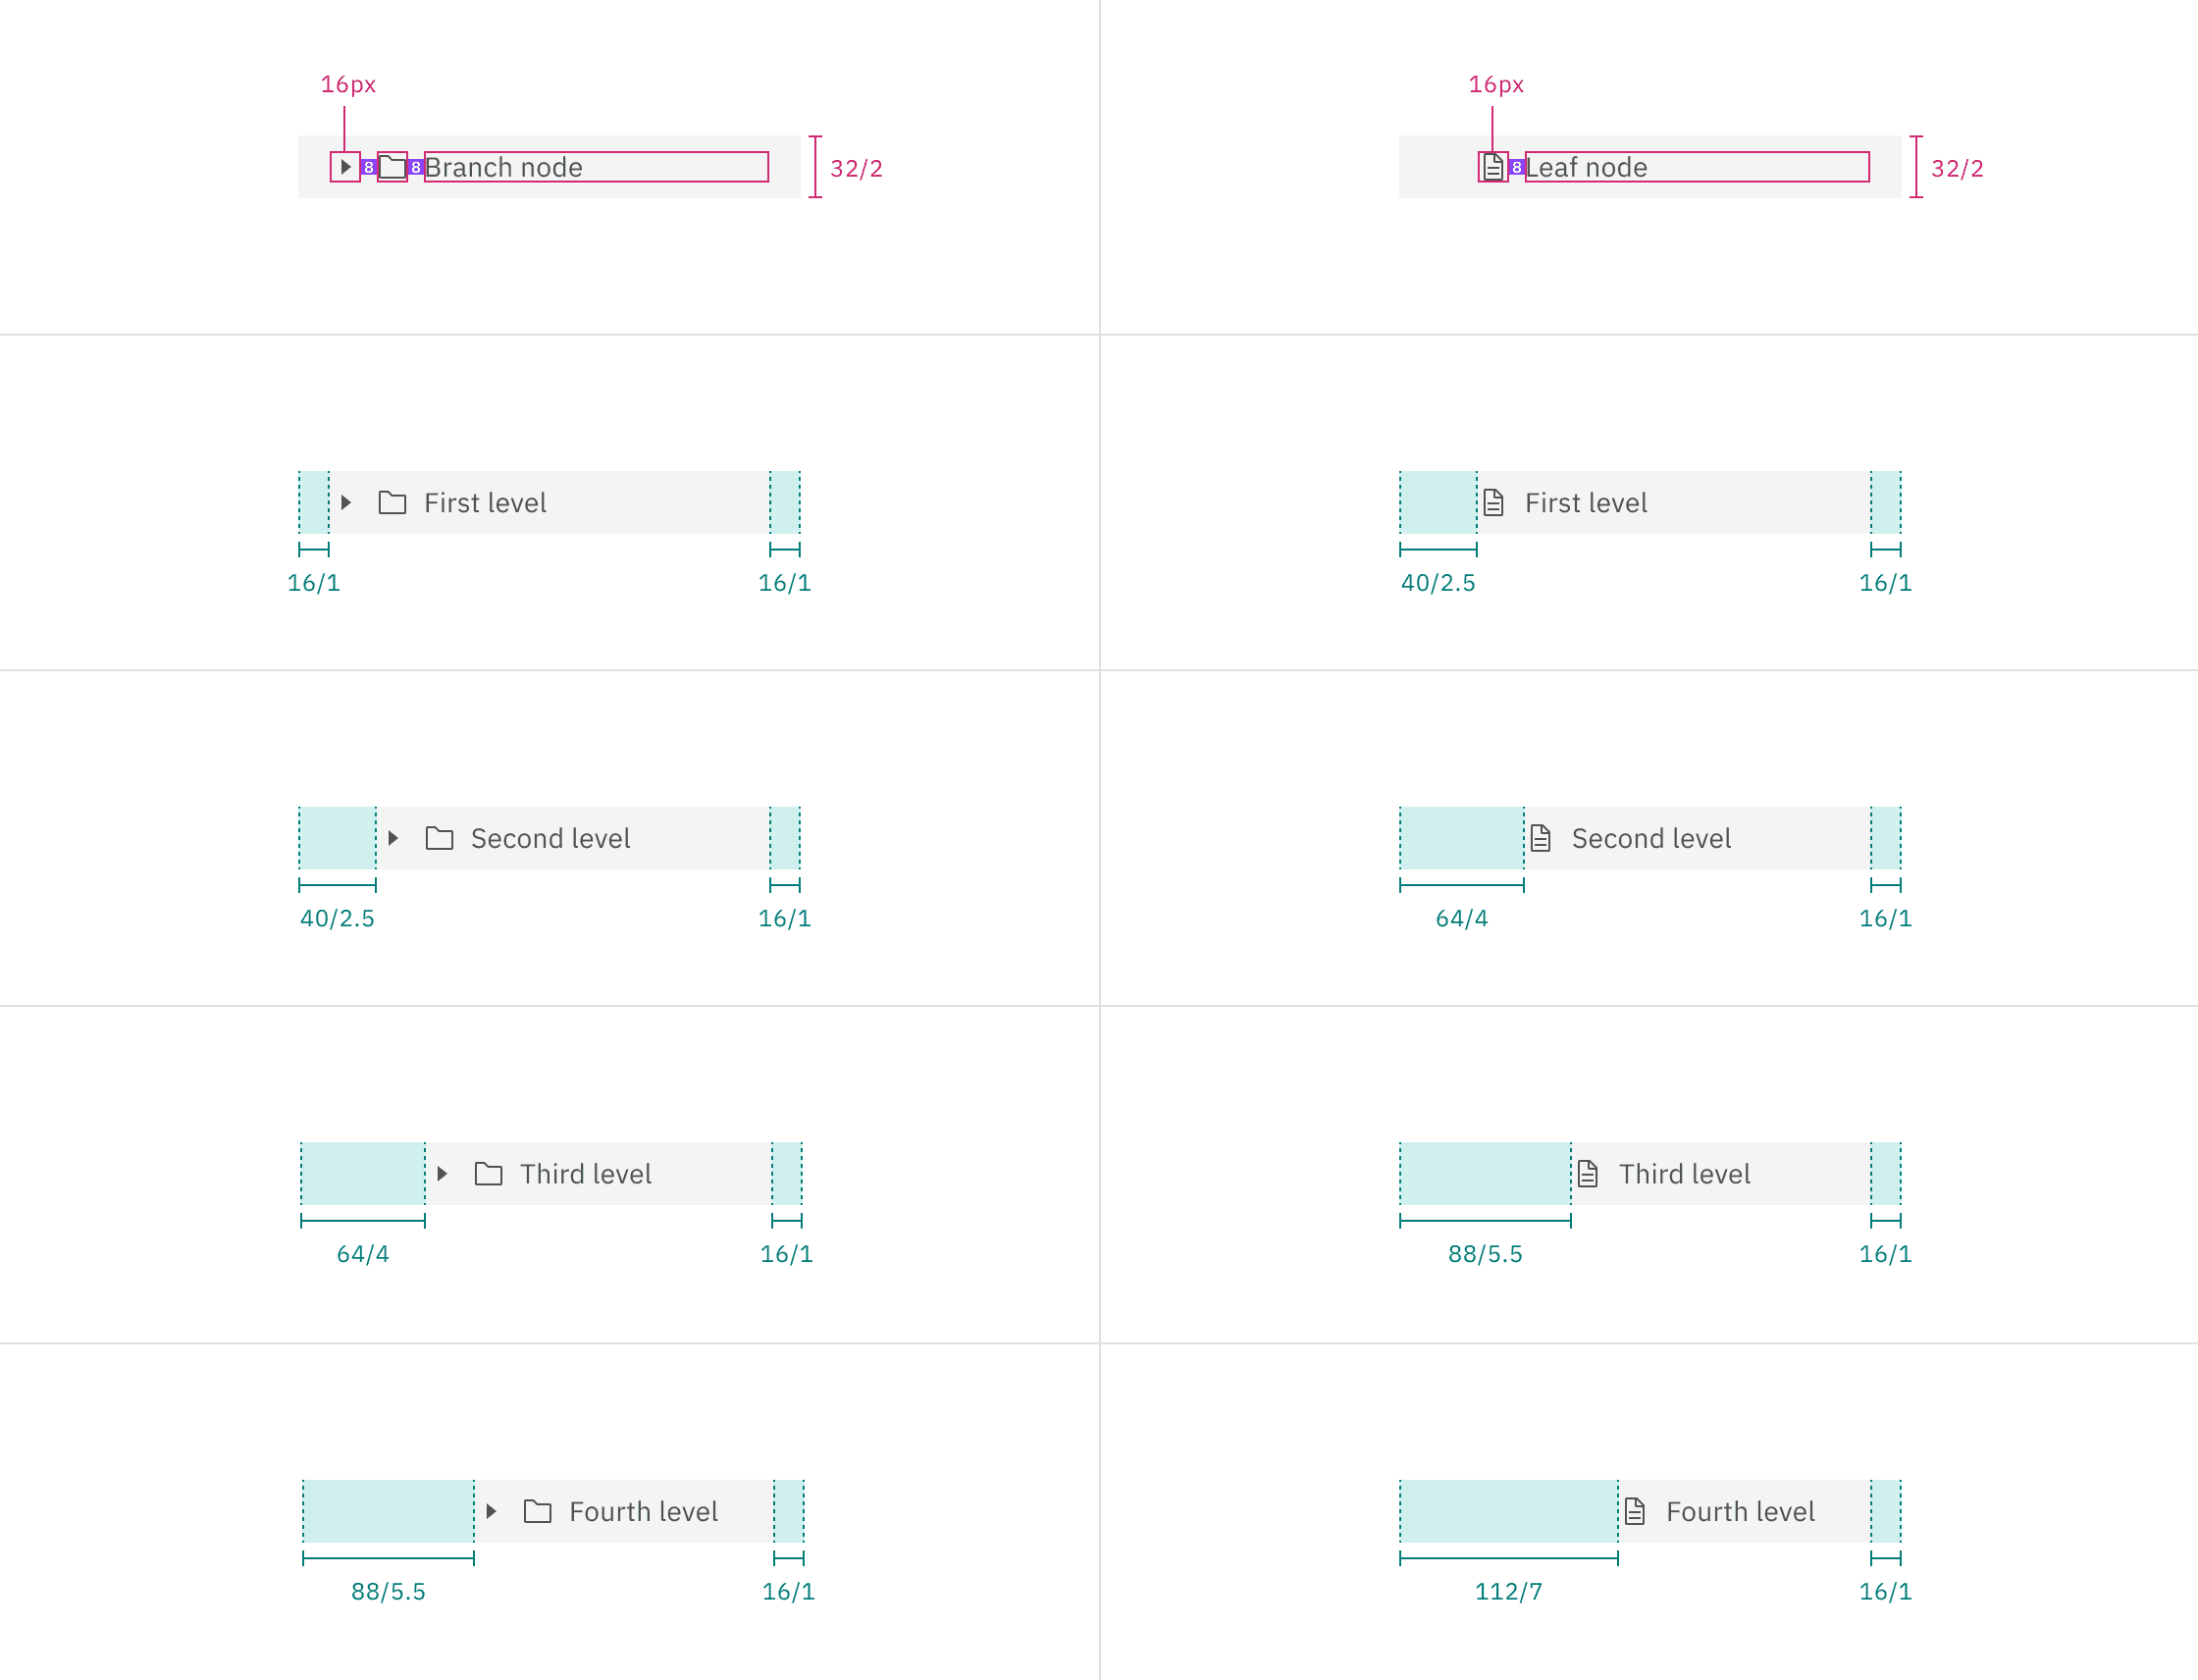 16px
8
8
Branch node
32/2
16px
8
Leaf node
32/2
First level
16/1
16/1
First level
40/2.5
16/1
Second level
40/2.5
16/1
Second level
64/4
16/1
Third level
64/4
16/1
Third level
88/5.5
16/1
Fourth level
88/5.5
16/1
Fourth level
112/7
16/1